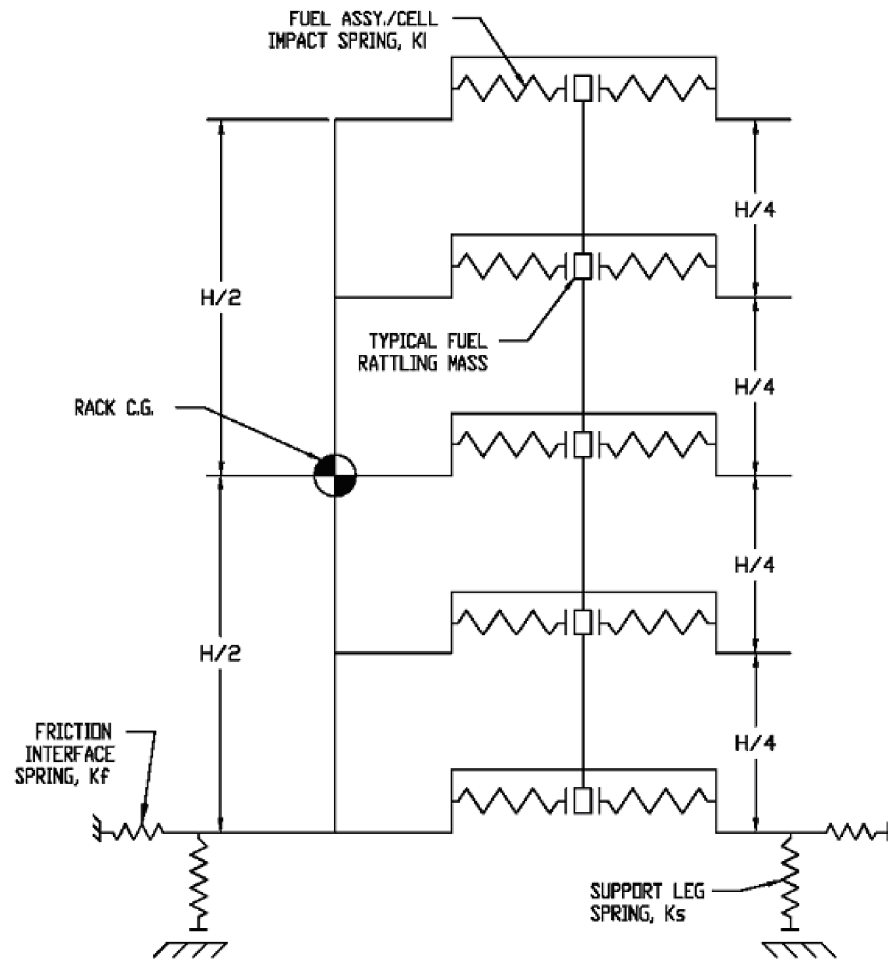 FUEL ASSY./CELL
IMPACT SPRING, KI
H/4
H/2
H/4
TYPICAL FUEL
RATTLING MASS
RACK C.G.
H/4
H/2
H/4
FRICTION
INTERFACE
SPRING, Kf
SUPPORT LEG
SPRING, Ks